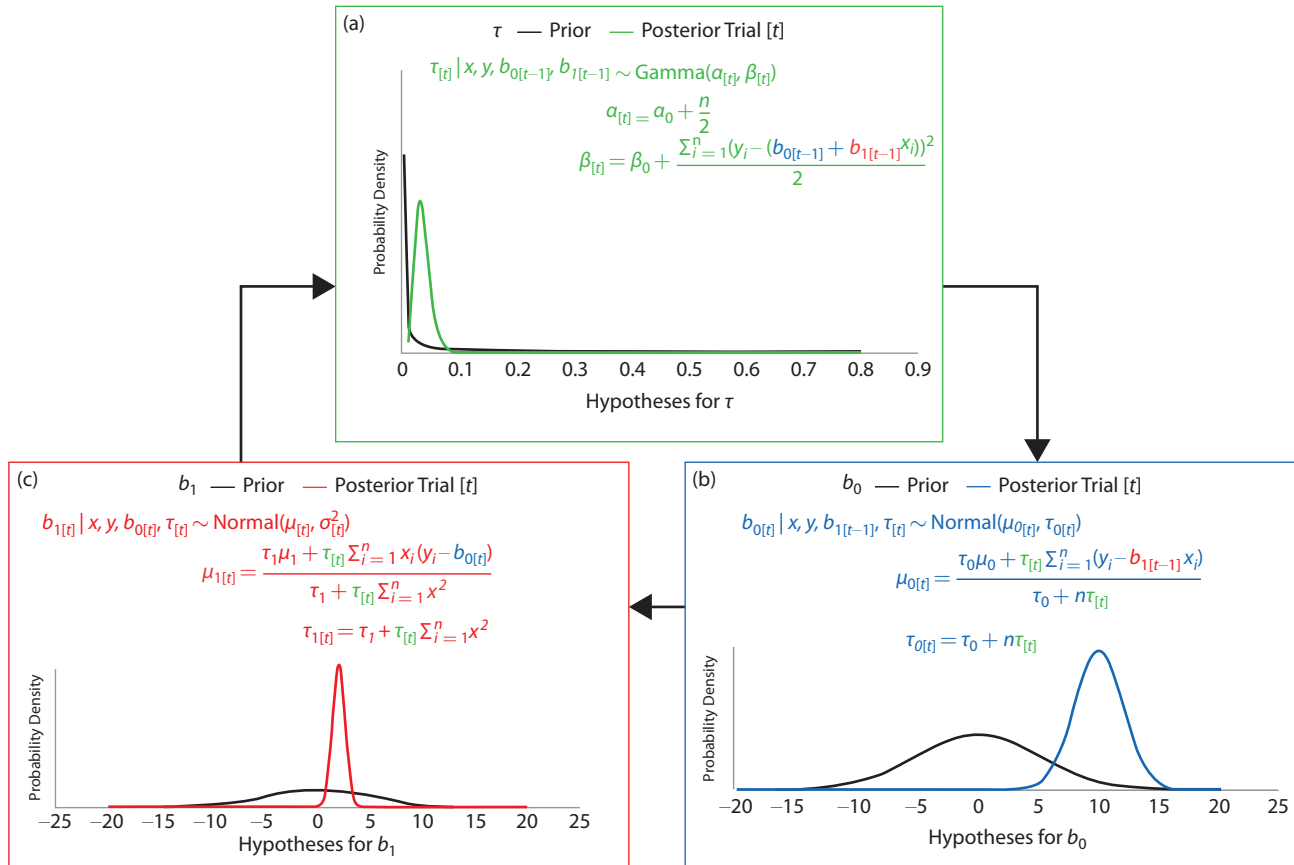 (a)
τ — Prior — Posterior Trial [t]
τ[t] | x, y, b0[t−1], b1[t−1] ~ Gamma(α[t], β[t])
α[t] = α0 + n/2
β[t] = β0 + Σⁿi = 1 (yi − (b0[t−1] + b1[t−1]xi))² / 2
Probability Density
0 0.1 0.2 0.3 0.4 0.5 0.6 0.7 0.8 0.9
Hypotheses for τ
(c)
b1 — Prior — Posterior Trial [t]
b1[t] | x, y, b0[t], τ[t] ~ Normal(μ[t], σ²[t])
μ1[t] = τ1μ1 + τ[t] Σⁿi = 1 xi(yi − b0[t]) / τ1 + τ[t] Σⁿi = 1 x²
τ1[t] = τ1 + τ[t] Σⁿi = 1 x²
Probability Density
−25 −20 −15 −10 −5 0 5 10 15 20 25
Hypotheses for b1
(b)
b0 — Prior — Posterior Trial [t]
b0[t] | x, y, b1[t−1], τ[t] ~ Normal(μ0[t], τ0[t])
μ0[t] = τ0μ0 + τ[t] Σⁿi = 1 (yi − b1[t−1]xi) / τ0 + nτ[t]
τ0[t] = τ0 + nτ[t]
Probability Density
−20 −15 −10 −5 0 5 10 15 20 25
Hypotheses for b0